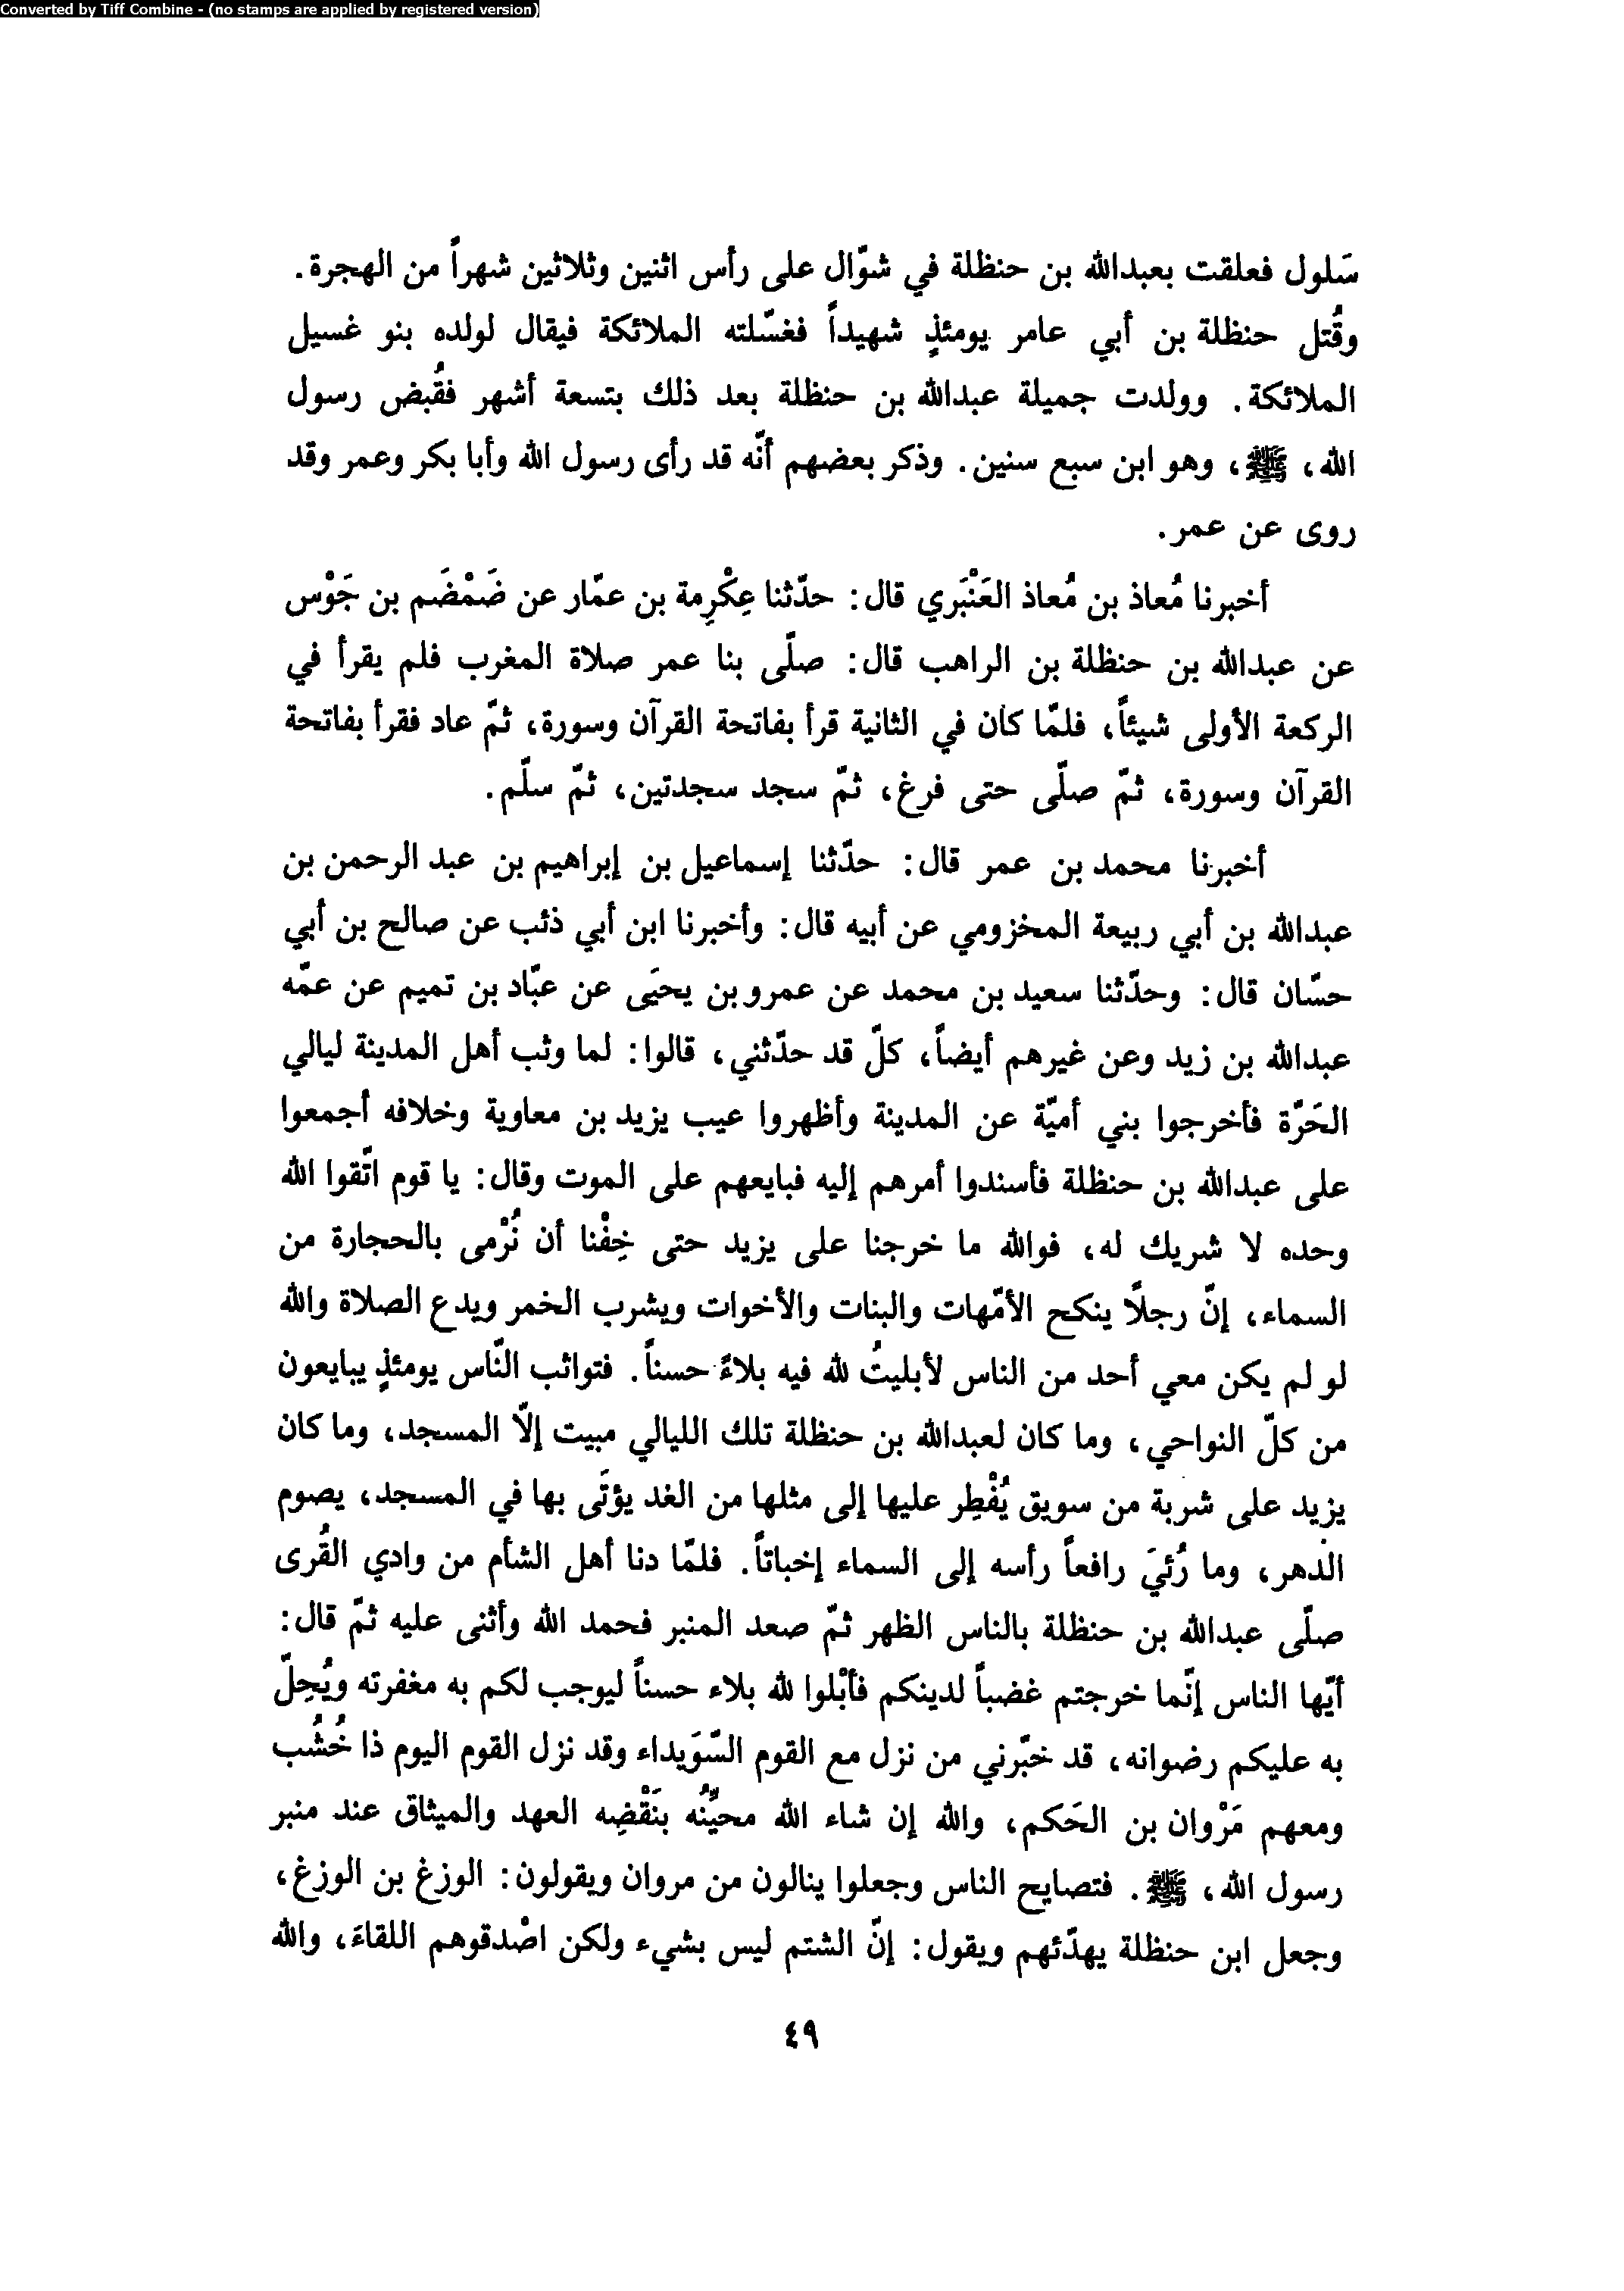 Converted by Tiff Combine - (no stamps are applied by registered version)
سَلول فعلقت بعبدالله بن حنظلة في شوّال على رأس اثنين وثلاثين شهراً من الهجرة.
وقُتل حنظلة بن أبي عامر يومئذٍ شهيداً فغسّلته الملائكة فيقال لولده بنو غسيل
الملائكة. وولدت جميلة عبدالله بن حنظلة بعد ذلك بتسعة أشهر فقُبض رسول
الله، ﷺ، وهو ابن سبع سنين. وذكر بعضهم أنّه قد رأى رسول الله وأبا بكر وعمر وقد
روى عن عمر.
أخبرنا مُعاذ بن مُعاذ العَنْبَري قال: حدّثنا عِكْرِمة بن عمّار عن ضَمْضَم بن جَوْس
عن عبدالله بن حنظلة بن الراهب قال: صلّى بنا عمر صلاة المغرب فلم يقرأ في
الركعة الأولى شيئاً، فلمّا كان في الثانية قرأ بفاتحة القرآن وسورة، ثمّ عاد فقرأ بفاتحة
القرآن وسورة، ثمّ صلّى حتى فرغ، ثمّ سجد سجدتين، ثمّ سلّم.
أخبرنا محمد بن عمر قال: حدّثنا إسماعيل بن إبراهيم بن عبد الرحمن بن
عبدالله بن أبي ربيعة المخزومي عن أبيه قال: وأخبرنا ابن أبي ذئب عن صالح بن أبي
حسّان قال: وحدّثنا سعيد بن محمد عن عمرو بن يحيَى عن عبّاد بن تميم عن عمّه
عبدالله بن زيد وعن غيرهم أيضاً، كلّ قد حدّثني، قالوا: لما وثب أهل المدينة ليالي
الحَرّة فأخرجوا بني أميّة عن المدينة وأظهروا عيب يزيد بن معاوية وخلافه أجمعوا
على عبدالله بن حنظلة فأسندوا أمرهم إليه فبايعهم على الموت وقال: يا قوم اتّقوا الله
وحده لا شريك له، فوالله ما خرجنا على يزيد حتى خِفْنا أن نُرْمى بالحجارة من
السماء، إنّ رجلًا ينكح الأمّهات والبنات والأخوات ويشرب الخمر ويدع الصلاة والله
لو لم يكن معي أحد من الناس لأبليتُ لله فيه بلاءً حسناً. فتواثب النّاس يومئذٍ يبايعون
من كلّ النواحي، وما كان لعبدالله بن حنظلة تلك الليالي مبيت إلّا المسجد، وما كان
يزيد على شربة من سويق يُفْطِر عليها إلى مثلها من الغد يؤتَى بها في المسجد، يصوم
الدهر، وما رُئيَ رافعاً رأسه إلى السماء إخباتاً. فلمّا دنا أهل الشأم من وادي القُرى
صلّى عبدالله بن حنظلة بالناس الظهر ثمّ صعد المنبر فحمد الله وأثنى عليه ثمّ قال:
أيّها الناس إنّما خرجتم غضباً لدينكم فأبْلوا لله بلاء حسناً ليوجب لكم به مغفرته ويُحِلّ
به عليكم رضوانه، قد خبّرني من نزل مع القوم السّوَيداء وقد نزل القوم اليوم ذا خُشُب
ومعهم مَرْوان بن الحَكم، والله إن شاء الله محيّنُه بنَقْضِه العهد والميثاق عند منبر
رسول الله، ﷺ. فتصايح الناس وجعلوا ينالون من مروان ويقولون: الوزغ بن الوزغ،
وجعل ابن حنظلة يهدّئهم ويقول: إنّ الشتم ليس بشيء ولكن اصْدقوهم اللقاءَ، والله
٤٩